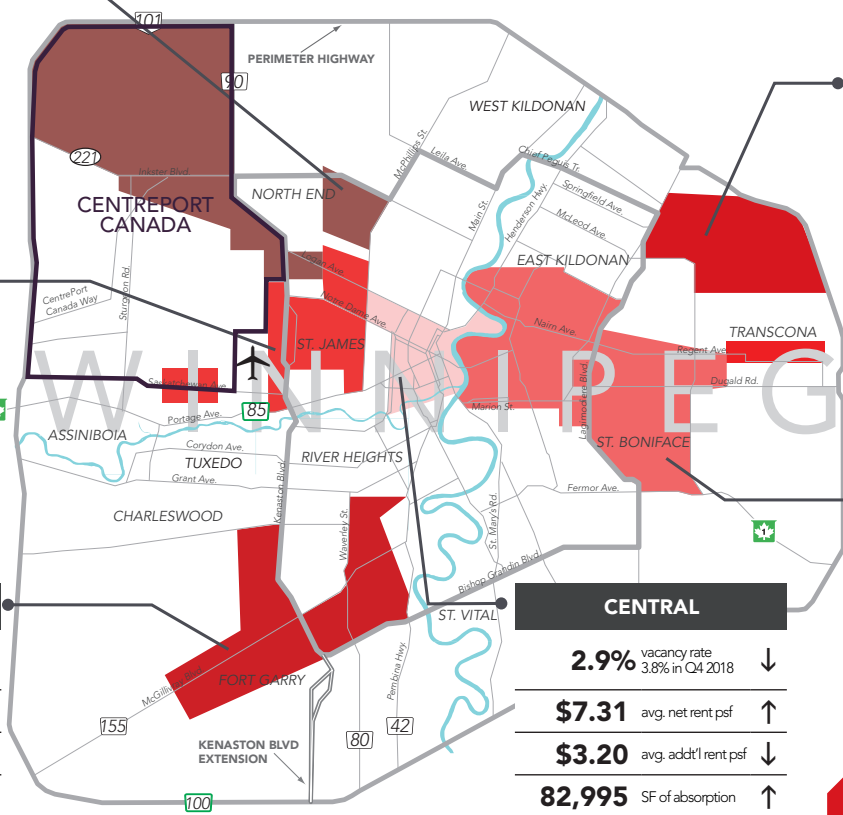 101
PERIMETER HIGHWAY
90
WEST KILDONAN
McPhillips St.
Leila Ave.
Chief Peguis Tr.
221
Inkster Blvd.
NORTH END
Main St.
Henderson Hwy.
Springfield Ave.
McLeod Ave.
CENTREPORT
CANADA
EAST KILDONAN
Logan Ave.
CentrePort
Canada Way
Sturgeon Rd.
Notre Dame Ave.
Nairn Ave.
ST. JAMES
TRANSCONA
Regent Ave.
WINNIPEG
Saskatchewan Ave.
Dugald Rd.
Lagimodiere Blvd.
85
Portage Ave.
Marion St.
ASSINIBOIA
Corydon Ave.
TUXEDO
RIVER HEIGHTS
ST. BONIFACE
Grant Ave.
Kenaston Blvd.
Fermor Ave.
CHARLESWOOD
Waverley St.
St. Mary's Rd.
1
Bishop Grandin Blvd.
ST. VITAL
CENTRAL
2.9% vacancy rate
3.8% in Q4 2018 ↓
$7.31 avg. net rent psf ↑
$3.20 avg. addt'l rent psf ↓
82,995 SF of absorption ↑
McGillivray Blvd.
FORT GARRY
Pembina Hwy.
155
80
42
KENASTON BLVD
EXTENSION
100